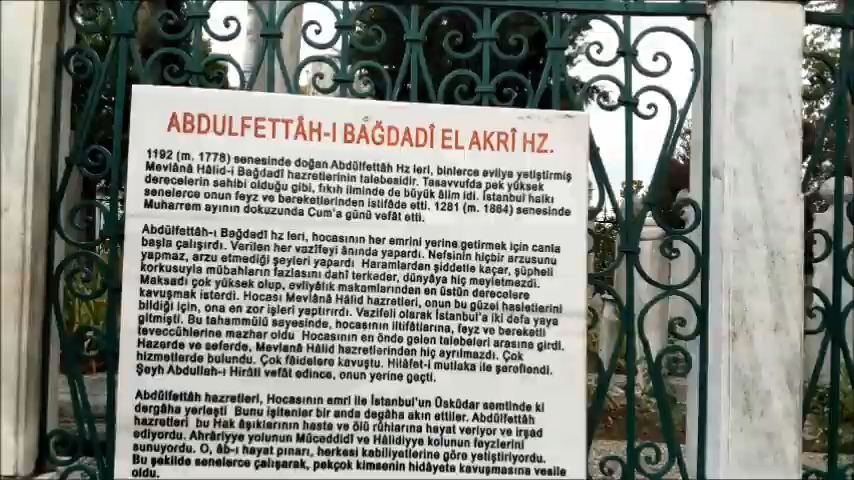 ABDULFETTÂH-I BAĞDADÎ EL AKRÎ HZ.
1192 (m. 1778) senesinde doğan Abdülfettâh Hz leri, binlerce evliya yetiştirmiş
Mevlânâ Hâlid-i Bağdadî hazretlerinin talebesidir. Tasavvufda pek yüksek
derecelerin sahibi olduğu gibi, fıkıh ilminde de büyük âlim idi. İstanbul halkı
senelerce onun feyz ve bereketlerinden istifâde etti. 1281 (m. 1864) senesinde
Muharrem ayının dokuzunda Cum'a günü vefât etti.
Abdülfettâh-ı Bağdadî hz leri, hocasının her emrini yerine getirmek için canla
başla çalışırdı. Verilen her vazifeyi ânında yapardı. Nefsinin hiçbir arzusunu
yapmaz, arzu etmediği şeyleri yapardı Haramlardan şiddetle kaçar, şüpheli
korkusuyla mübahların fazlasını dahî terkeder, dünyâya hiç meyletmezdi.
Maksadı çok yüksek olup, evliyâlık makamlarından en üstün derecelere
kavuşmak isterdi. Hocası Mevlânâ Hâlid hazretleri, onun bu güzel hasletlerini
bildiği için, ona en zor işleri yaptırırdı. Vazifeli olarak İstanbul'a iki defa yaya
gitmişti. Bu tahammülü sayesinde, hocasının iltifâtlarına, feyz ve bereketli
teveccühlerine mazhar oldu Hocasının en önde gelen talebeleri arasına girdi.
Hazerde ve seferde, Mevlanâ Hâlid hazretlerinden hiç ayrılmazdı. Çok
hizmetlerde bulundu. Çok fâidelere kavuştu. Hilâfet-i mutlaka ile şereflendi.
Şeyh Abdullah-ı Hirâti vefât edince, onun yerine geçti.
Abdülfettâh hazretleri, Hocasının emri ile İstanbul'un Üsküdar semtinde ki
dergâha yerleşti Bunu işitenler bir anda degâha akın ettiler. Abdülfettâh
hazretleri bu Hak âşıklarının hasta ve ölü rûhlarına hayat veriyor ve irşad
ediyordu. Ahrâriyye yolunun Müceddidî ve Hâlidiyye kolunun feyzlerini
sunuyordu. O, âb-ı hayat pınarı, herkesi kabiliyetlerine göre yetiştiriyordu.
Bu şekilde senelerce çalışarak, pekçok kimsenin hidâyete kavuşmasına vesile
oldu.